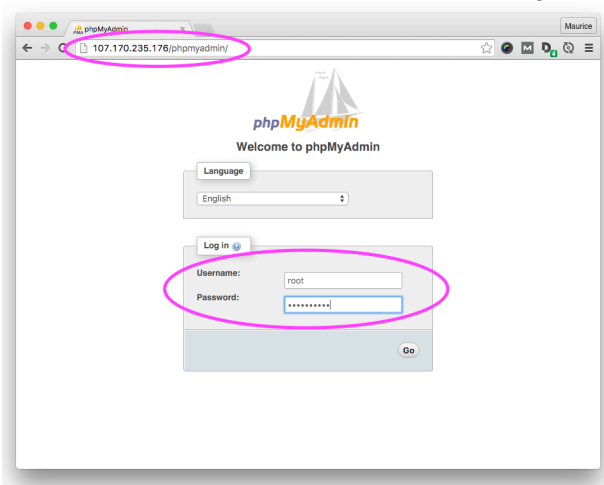 phpMyAdmin
Maurice
107.170.235.176/phpmyadmin/
phpMyAdmin
Welcome to phpMyAdmin
Language
English
Log in
Username:
root
Password:
••••••••••
Go